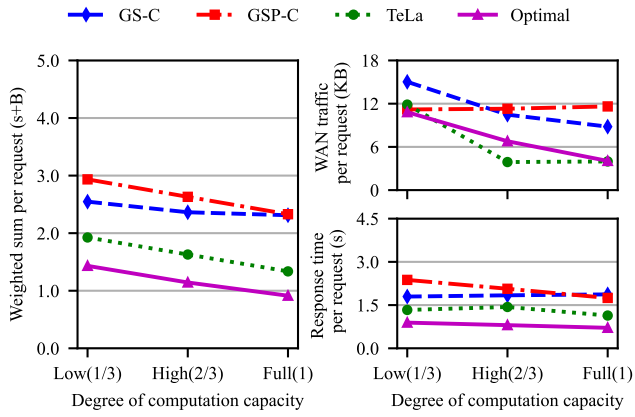 GS-C GSP-C TeLa Optimal
Weighted sum per request (s+B)
5.0
4.0
3.0
2.0
1.0
0.0
Low(1/3) High(2/3) Full(1)
Degree of computation capacity
WAN traffic
per request (KB)
18
12
6
0
Response time
per request (s)
4.5
3.0
1.5
0.0
Low(1/3) High(2/3) Full(1)
Degree of computation capacity